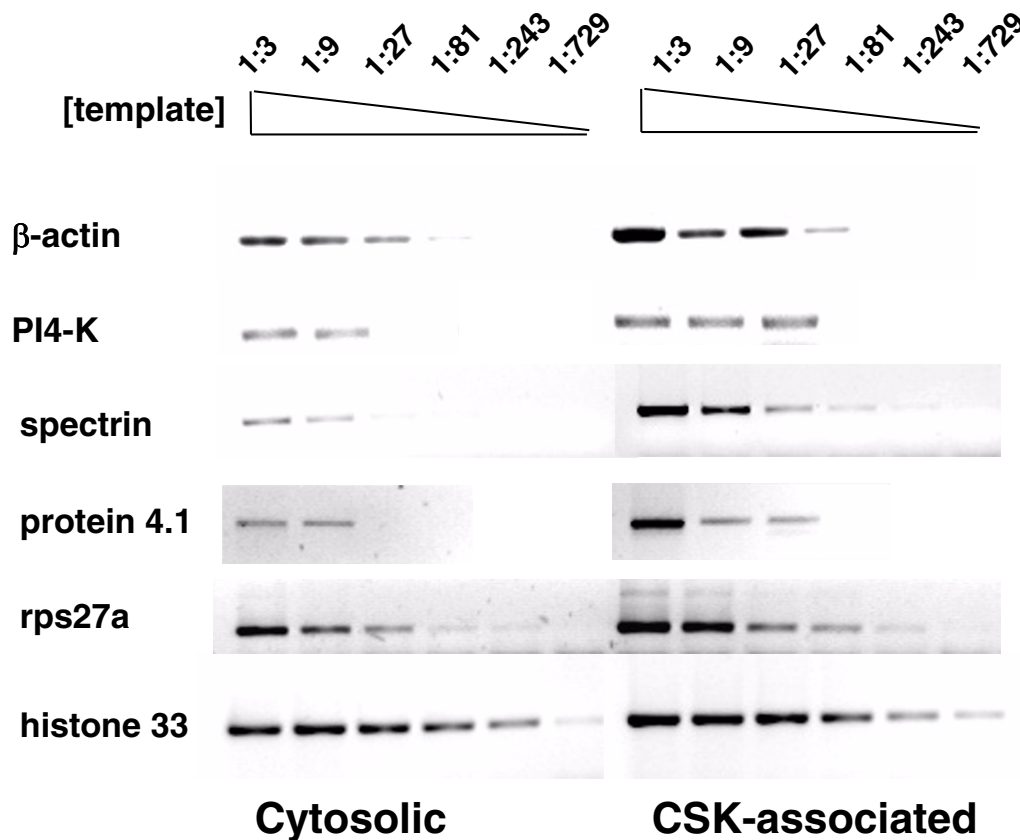 1:3 1:9 1:27 1:81 1:243 1:729 1:3 1:9 1:27 1:81 1:243 1:729
[template]
β-actin
PI4-K
spectrin
protein 4.1
rps27a
histone 33
Cytosolic CSK-associated